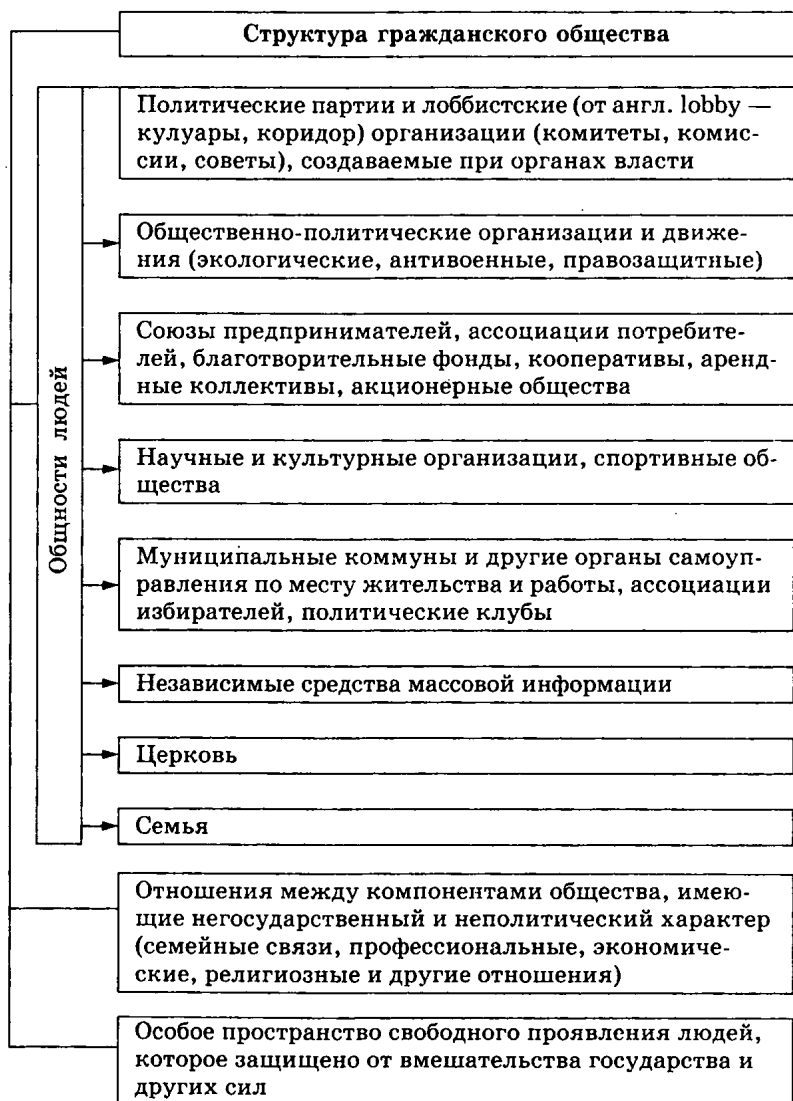 Структура гражданского общества
Общности людей
Политические партии и лоббистские (от англ. lobby —
кулуары, коридор) организации (комитеты, комис-
сии, советы), создаваемые при органах власти
Общественно-политические организации и движе-
ния (экологические, антивоенные, правозащитные)
Союзы предпринимателей, ассоциации потребите-
лей, благотворительные фонды, кооперативы, аренд-
ные коллективы, акционерные общества
Научные и культурные организации, спортивные об-
щества
Муниципальные коммуны и другие органы самоуп-
равления по месту жительства и работы, ассоциации
избирателей, политические клубы
Независимые средства массовой информации
Церковь
Семья
Отношения между компонентами общества, имею-
щие негосударственный и неполитический характер
(семейные связи, профессиональные, экономиче-
ские, религиозные и другие отношения)
Особое пространство свободного проявления людей,
которое защищено от вмешательства государства и
других сил